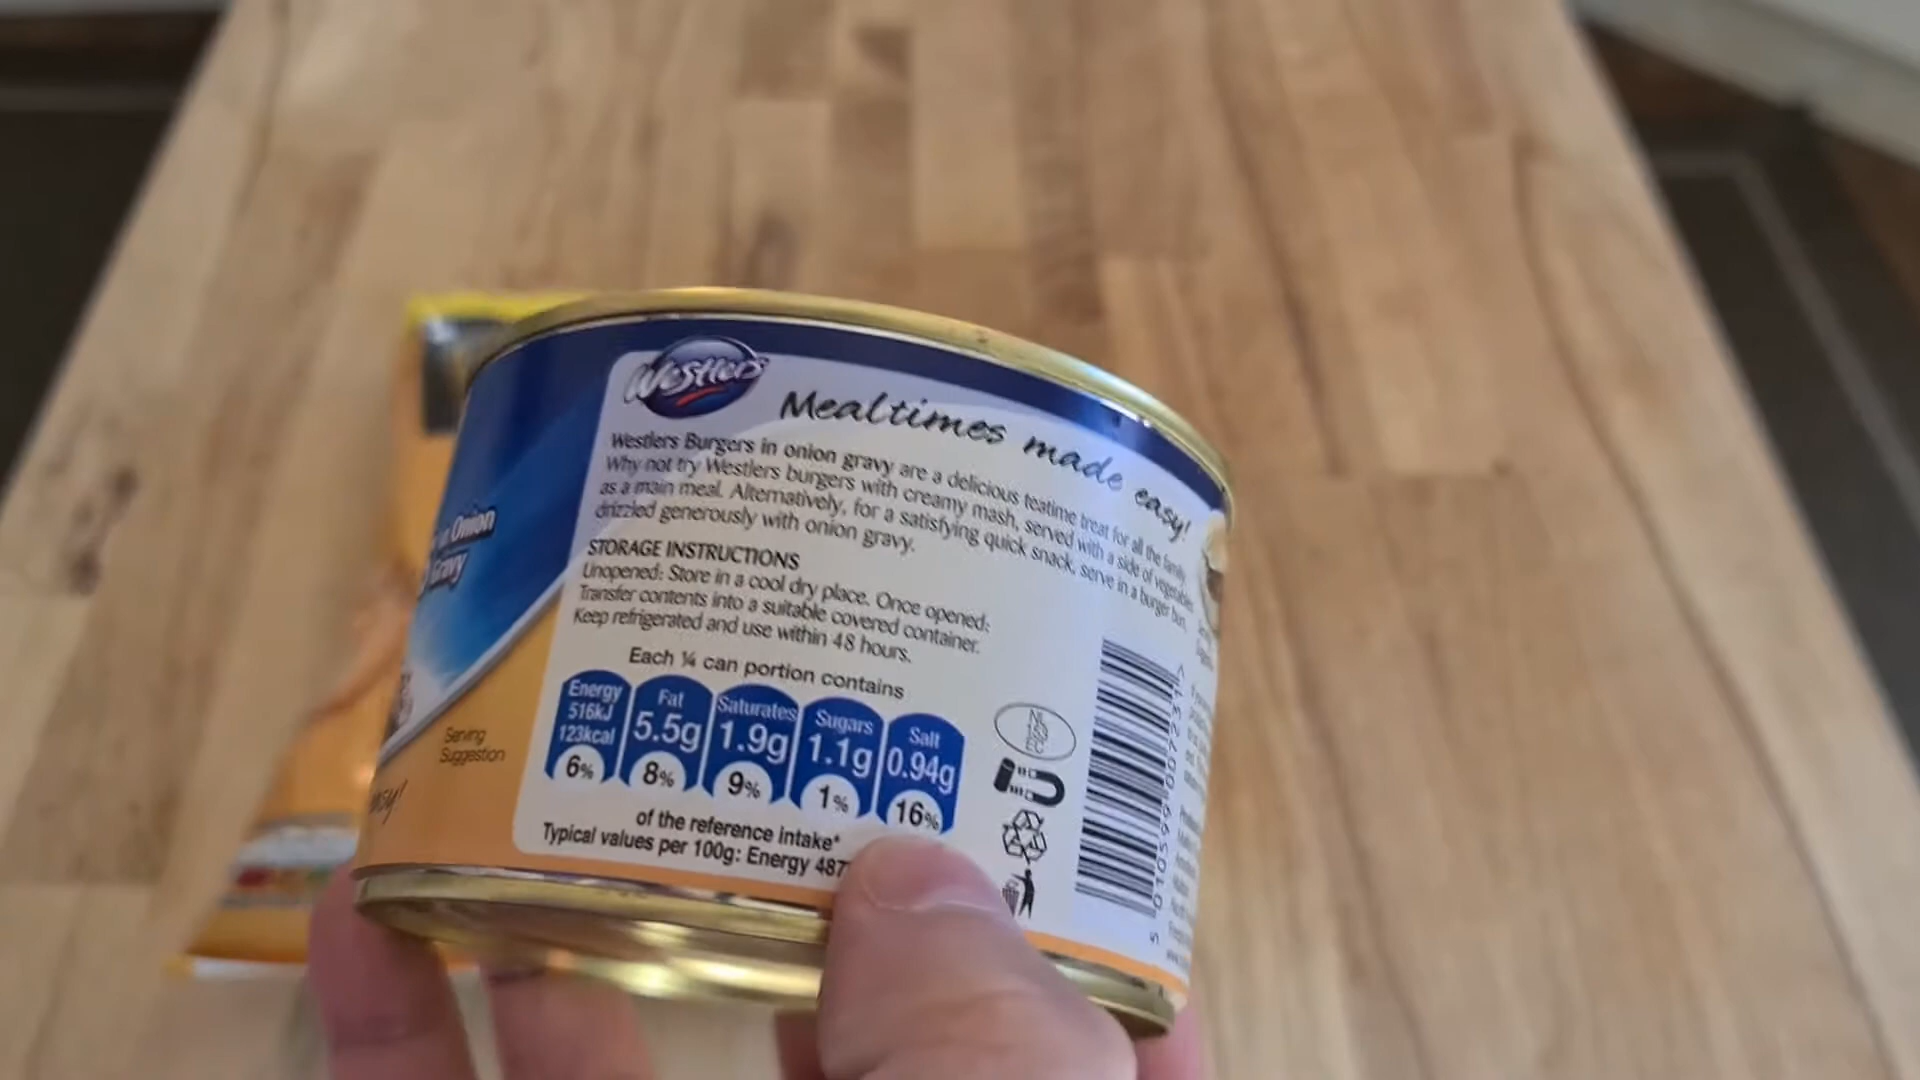 Westlers
Mealtimes made easy!
Westlers Burgers in onion gravy are a delicious teatime treat for all the family
Why not try Westlers burgers with creamy mash, served with a side of vegetables
as a main meal. Alternatively, for a satisfying quick snack, serve in a burger bun,
drizzled generously with onion gravy.
STORAGE INSTRUCTIONS
Unopened: Store in a cool dry place. Once opened:
Transfer contents into a suitable covered container.
Keep refrigerated and use within 48 hours.
Each ¼ can portion contains
Energy
516kJ
123kcal
6%
Fat
5.5g
8%
Saturates
1.9g
9%
Sugars
1.1g
1%
Salt
0.94g
16%
of the reference intake*
Typical values per 100g: Energy 487
Onion
Gravy
Serving
Suggestion